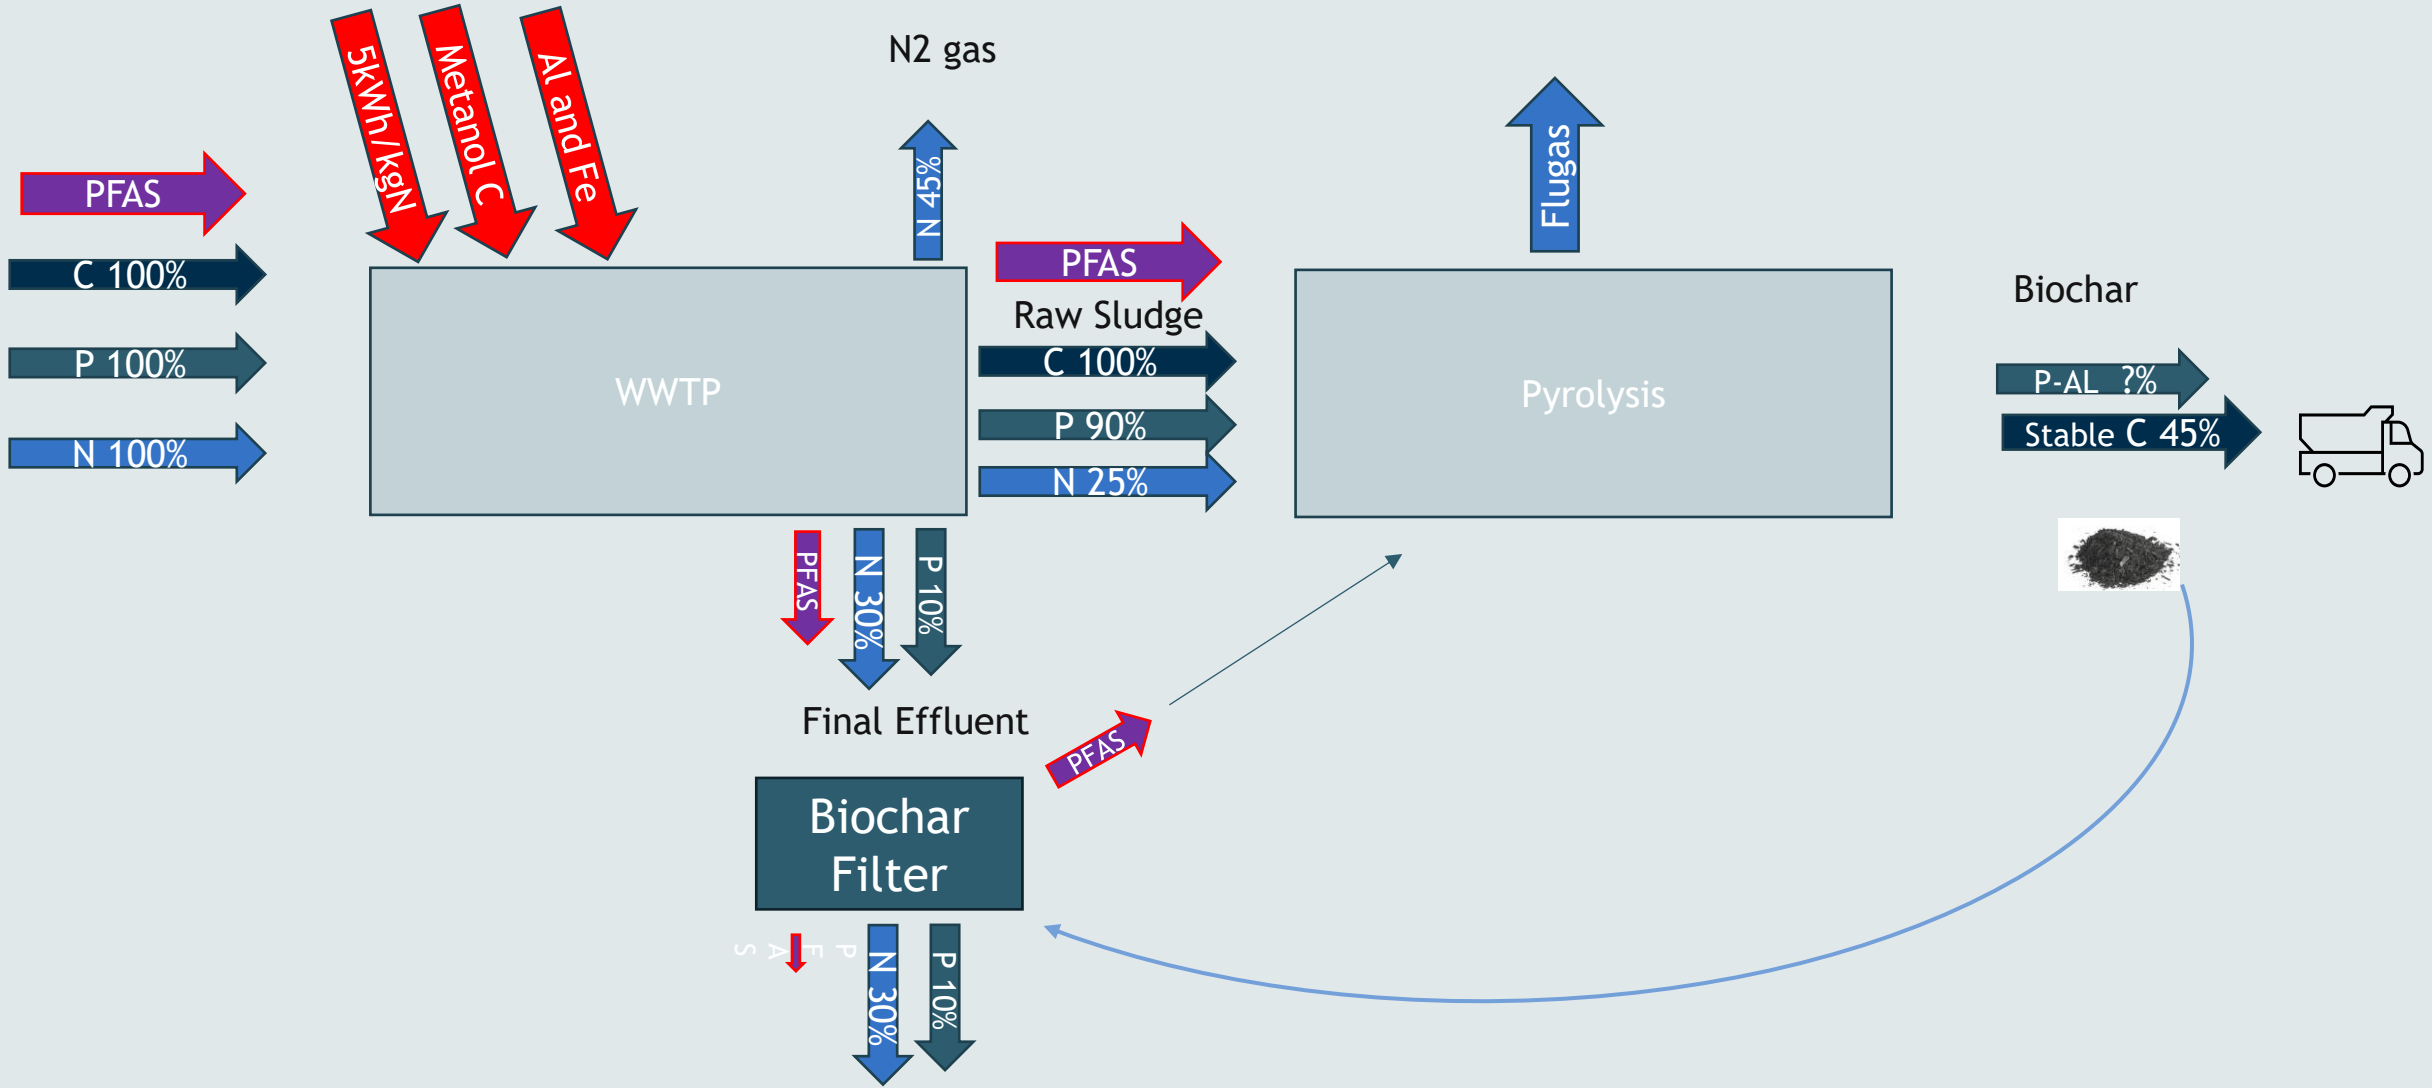 5kWh/kgN
Metanol C
Al and Fe
N2 gas
N 45%
Flugas
PFAS
C 100%
P 100%
N 100%
WWTP
PFAS
Raw Sludge
C 100%
P 90%
N 25%
Pyrolysis
Biochar
P-AL ?%
Stable C 45%
PFAS
N 30%
P 10%
Final Effluent
PFAS
Biochar
Filter
PFAS
N 30%
P 10%